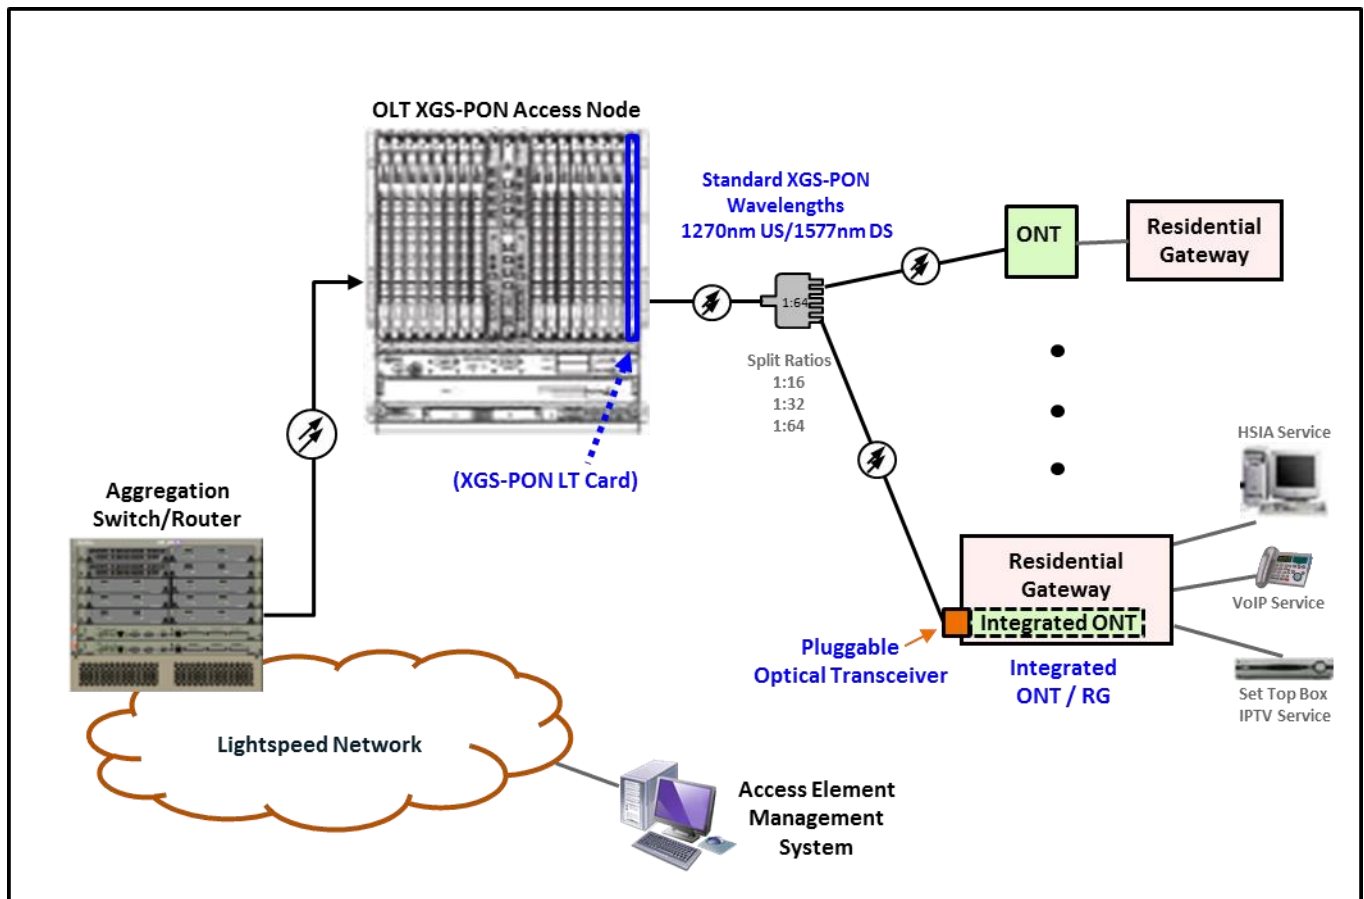 OLT XGS-PON Access Node
Standard XGS-PON
Wavelengths
1270nm US/1577nm DS
ONT
Residential
Gateway
1:64
Split Ratios
1:16
1:32
1:64
(XGS-PON LT Card)
Aggregation
Switch/Router
HSIA Service
Residential
Gateway
Integrated ONT
VoIP Service
Pluggable
Optical Transceiver
Integrated
ONT / RG
Set Top Box
IPTV Service
Lightspeed Network
Access Element
Management
System